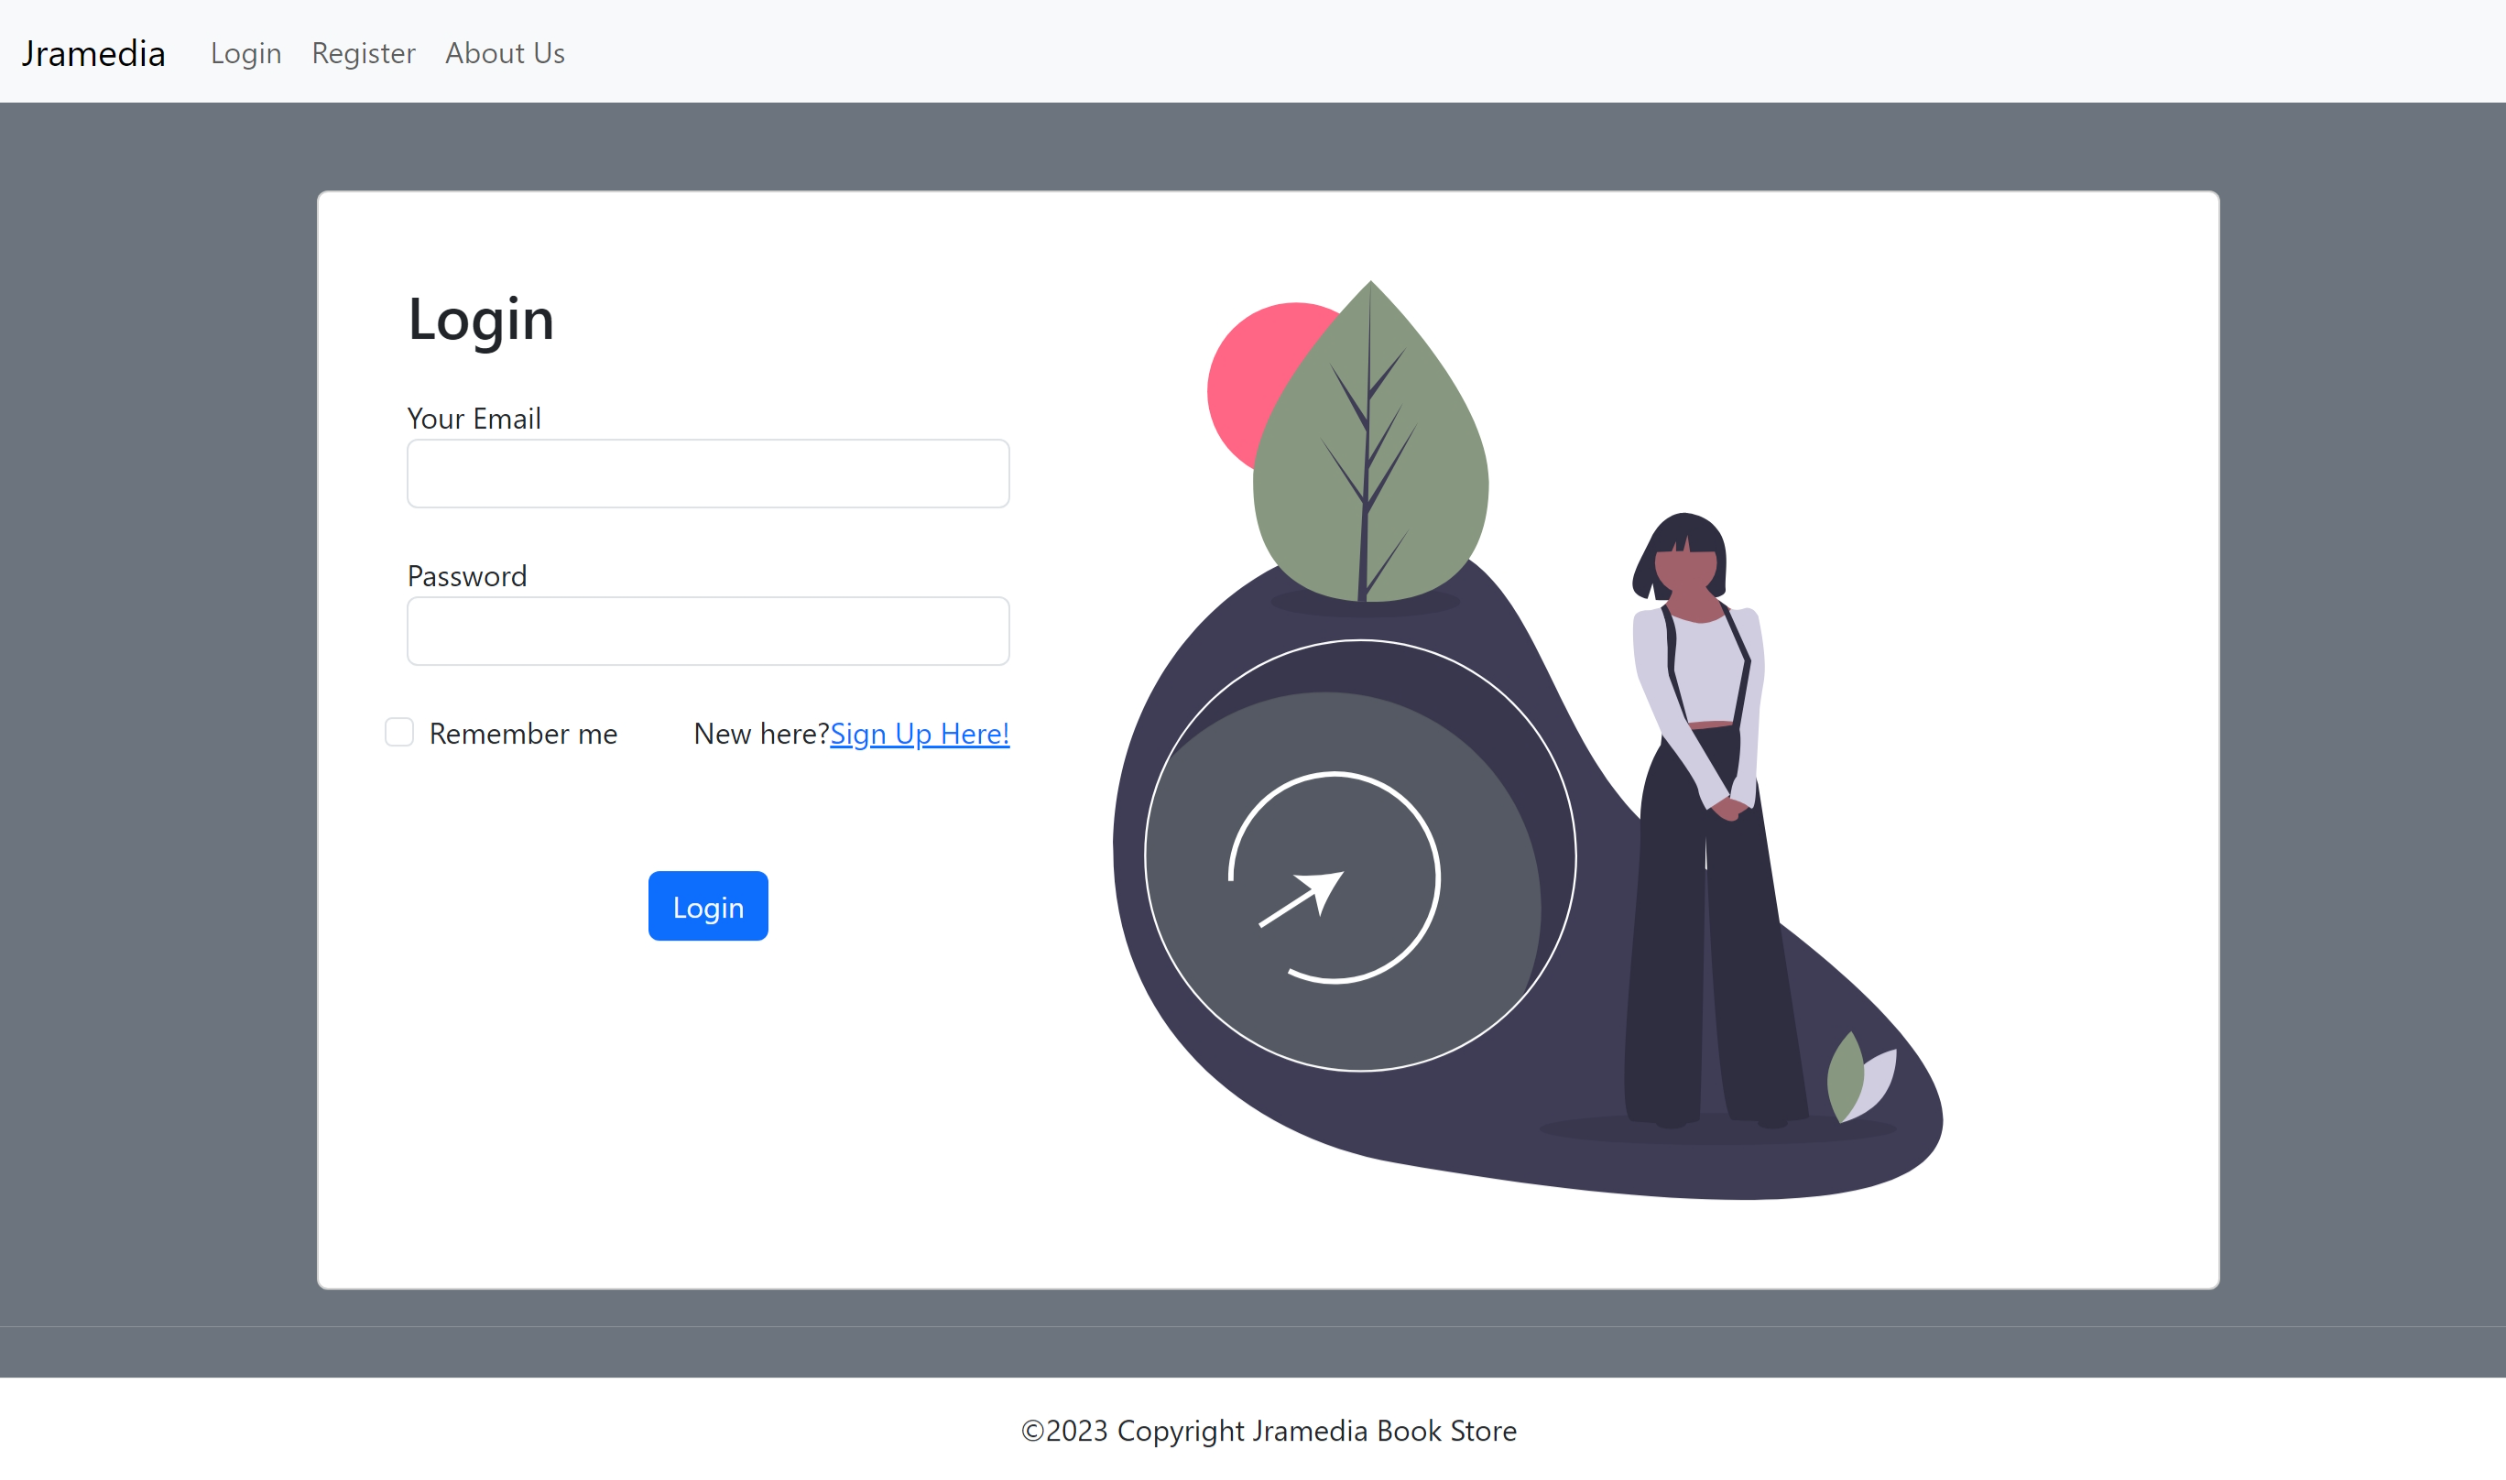 Jramedia Login Register About Us
Login
Your Email
Password
Remember me New here?Sign Up Here!
Login
©2023 Copyright Jramedia Book Store